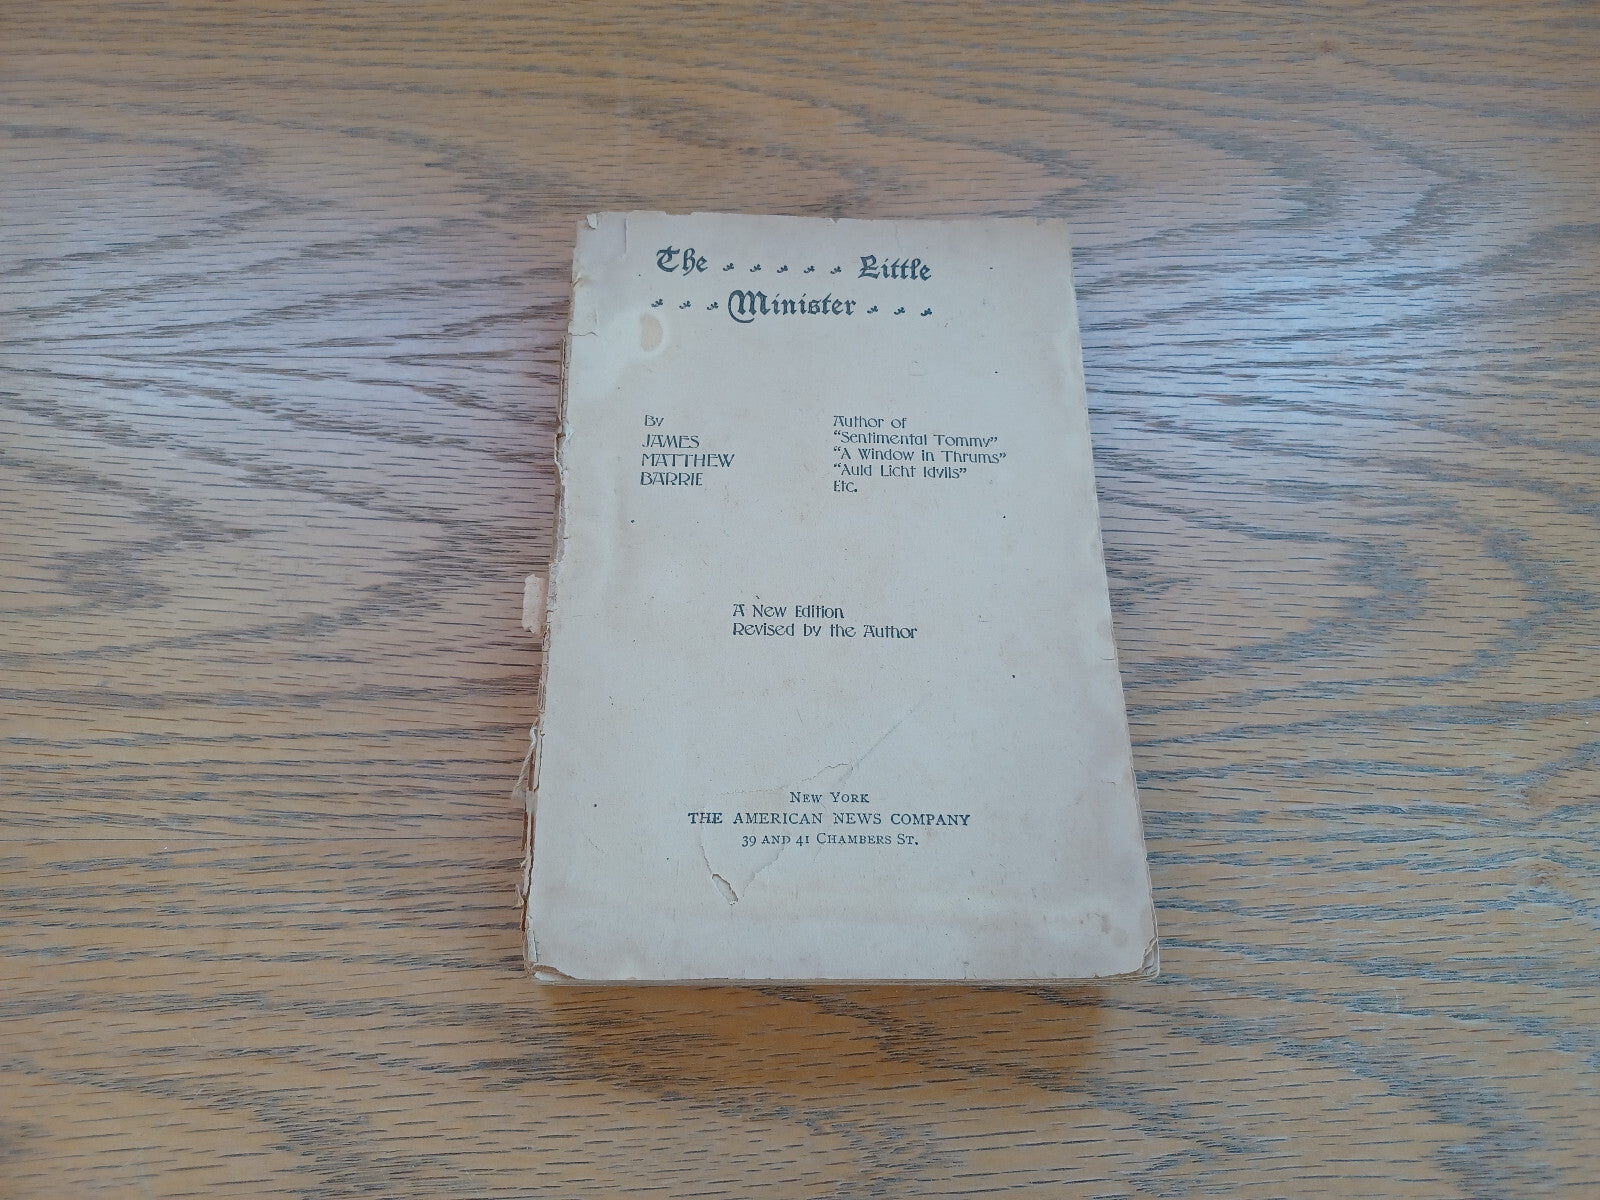 The Little
Minister
By
JAMES
MATTHEW
BARRIE
Author of
"Sentimental Tommy"
"A Window in Thrums"
"Auld Licht Idylls"
Etc.
A New Edition
Revised by the Author
NEW YORK
THE AMERICAN NEWS COMPANY
39 AND 41 CHAMBERS ST.